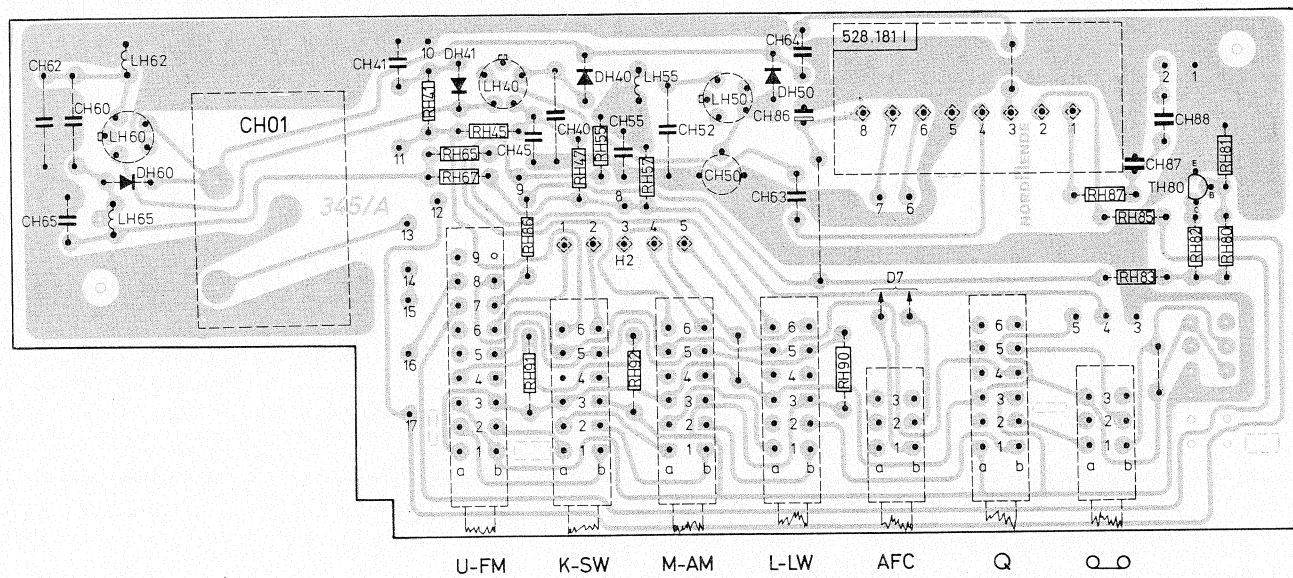 528.181 I
CH62
LH62
CH60
LH60
DH60
CH65
LH65
CH01
345/A
CH41
10
DH41
RH41
LH40
DH40
LH55
CH64
DH50
LH50
CH86
RH45
CH45
CH40
RH55
CH55
CH52
RH65
RH67
RH47
RH57
CH50
CH63
11
12
9
8
RH86
13
14
15
16
17
1 2 3 4 5
H2
8 7 6 5 4 3 2 1
7 6
NORDMENDE
2 1
CH88
CH87
RH81
TH80
E
B
C
RH87
RH85
RH82
RH80
RH83
D7
5 4 3
9
8
7
6
5
4
3
2
1
a b
RH91
6
5
4
3
2
1
a b
RH92
6
5
4
3
2
1
a b
6
5
4
3
2
1
a b
RH90
3
2
1
a b
6
5
4
3
2
1
a b
3
2
1
a b
U-FM K-SW M-AM L-LW AFC Q